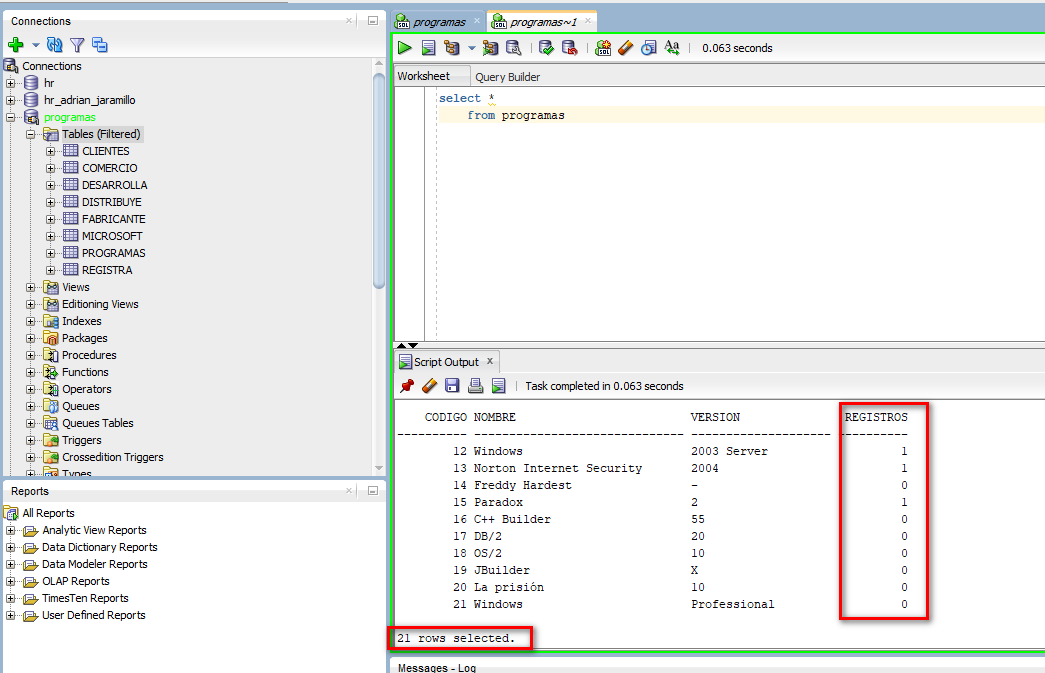 Connections
Connections
hr
hr_adrian_jaramillo
programas
Tables (Filtered)
CLIENTES
COMERCIO
DESARROLLA
DISTRIBUYE
FABRICANTE
MICROSOFT
PROGRAMAS
REGISTRA
Views
Editioning Views
Indexes
Packages
Procedures
Functions
Operators
Queues
Queues Tables
Triggers
Crossedition Triggers
Types
Reports
All Reports
Analytic View Reports
Data Dictionary Reports
Data Modeler Reports
OLAP Reports
TimesTen Reports
User Defined Reports
programas programas~1
0.063 seconds
Worksheet Query Builder
select *
from programas
Script Output
Task completed in 0.063 seconds
CODIGO NOMBRE VERSION REGISTROS
---------- ------------------------------ -------------------- ----------
12 Windows 2003 Server 1
13 Norton Internet Security 2004 1
14 Freddy Hardest - 0
15 Paradox 2 1
16 C++ Builder 55 0
17 DB/2 20 0
18 OS/2 10 0
19 JBuilder X 0
20 La prisión 10 0
21 Windows Professional 0
21 rows selected.
Messages - Log